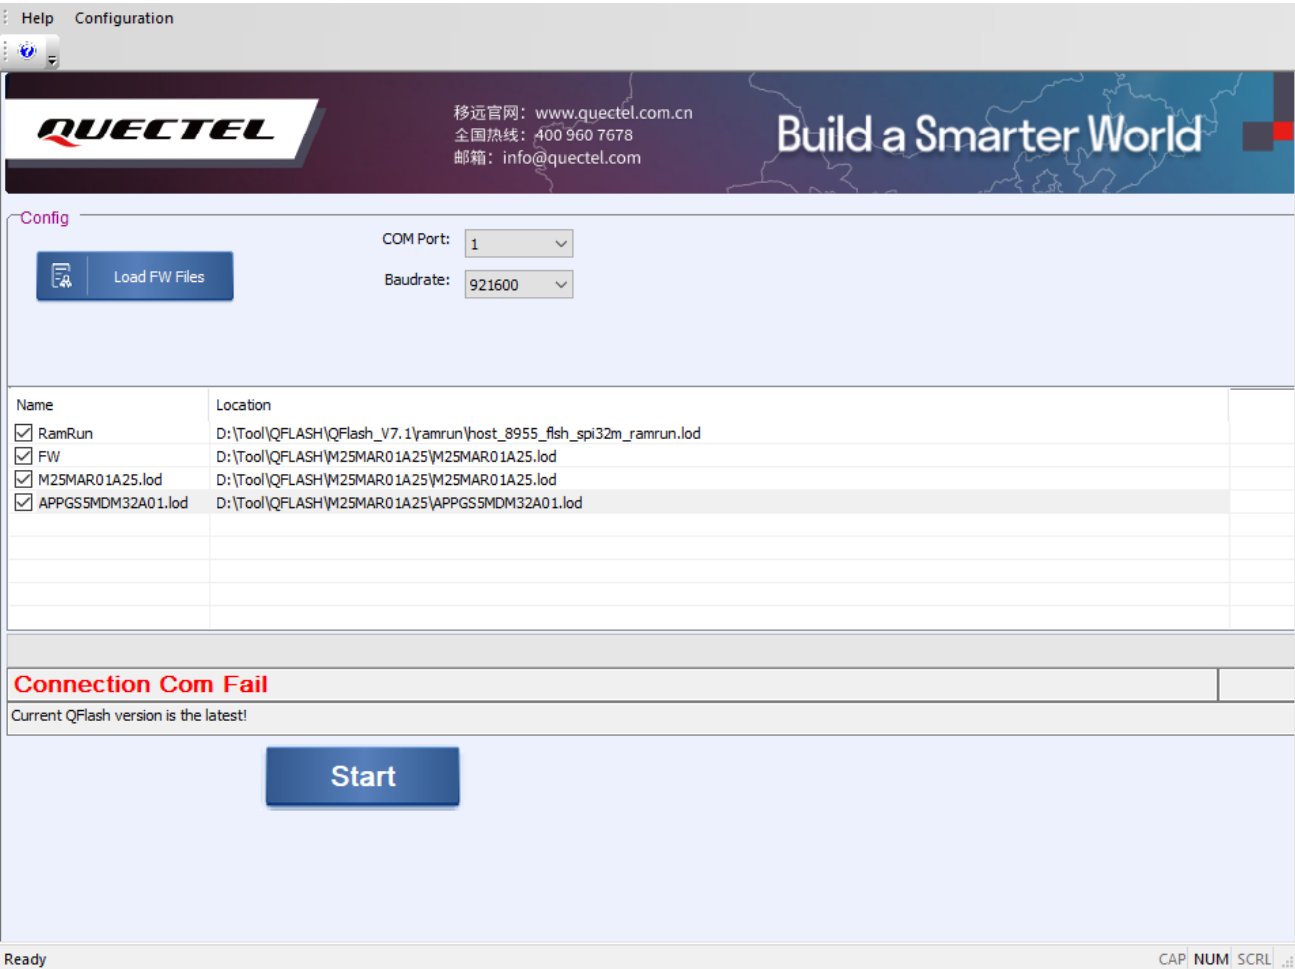 Help Configuration
QUECTEL
移远官网：www.quectel.com.cn
全国热线：400 960 7678
邮箱：info@quectel.com
Build a Smarter World
Config
Load FW Files
COM Port: 1
Baudrate: 921600
Name Location
RamRun D:\Tool\QFLASH\QFlash_V7.1\ramrun\host_8955_flsh_spi32m_ramrun.lod
FW D:\Tool\QFLASH\M25MAR01A25\M25MAR01A25.lod
M25MAR01A25.lod D:\Tool\QFLASH\M25MAR01A25\M25MAR01A25.lod
APPGS5MDM32A01.lod D:\Tool\QFLASH\M25MAR01A25\APPGS5MDM32A01.lod
Connection Com Fail
Current QFlash version is the latest!
Start
Ready CAP NUM SCRL